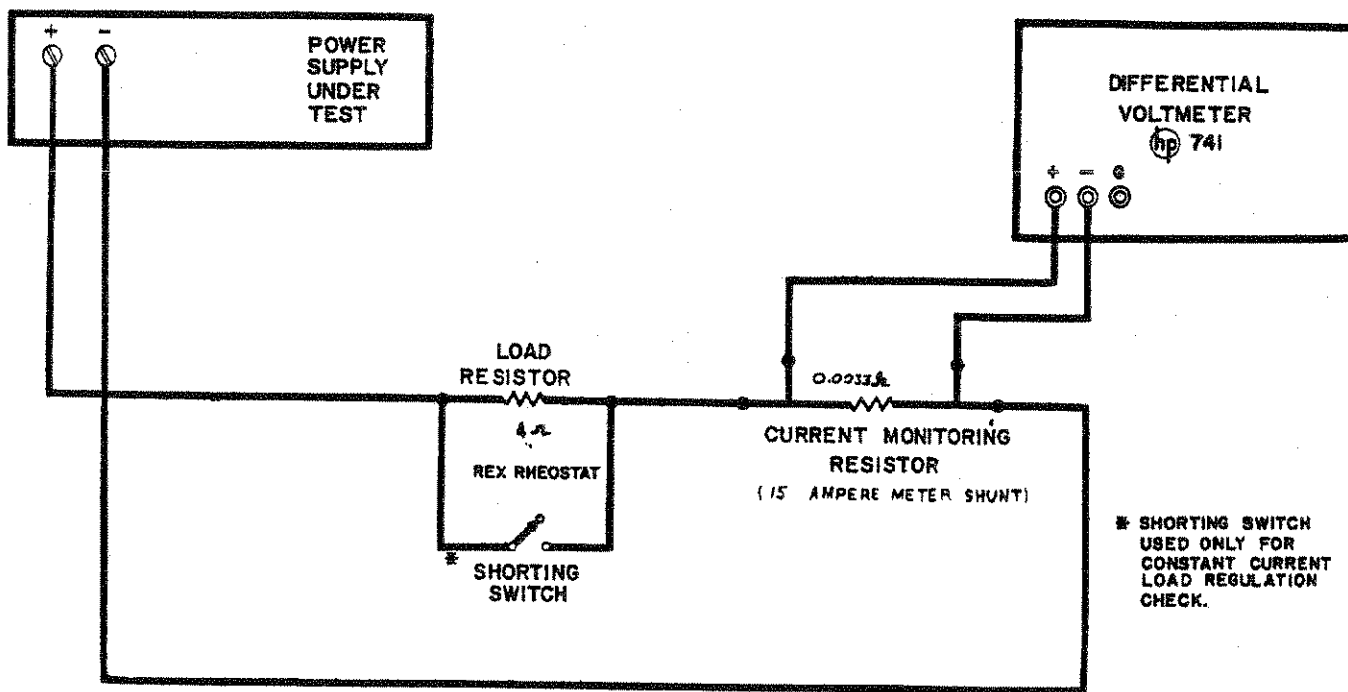 + -
POWER
SUPPLY
UNDER
TEST
DIFFERENTIAL
VOLTMETER
hp 741
+ - G
LOAD
RESISTOR
4 Ω
REX RHEOSTAT
*
SHORTING
SWITCH
0.0033Ω
CURRENT MONITORING
RESISTOR
(15 AMPERE METER SHUNT)
* SHORTING SWITCH
USED ONLY FOR
CONSTANT CURRENT
LOAD REGULATION
CHECK.